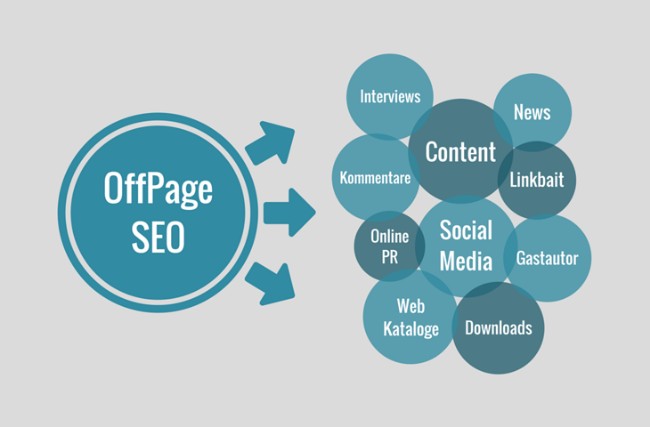 OffPage
SEO
Interviews
News
Content
Kommentare
Linkbait
Online
PR
Social
Media
Gastautor
Web
Kataloge
Downloads